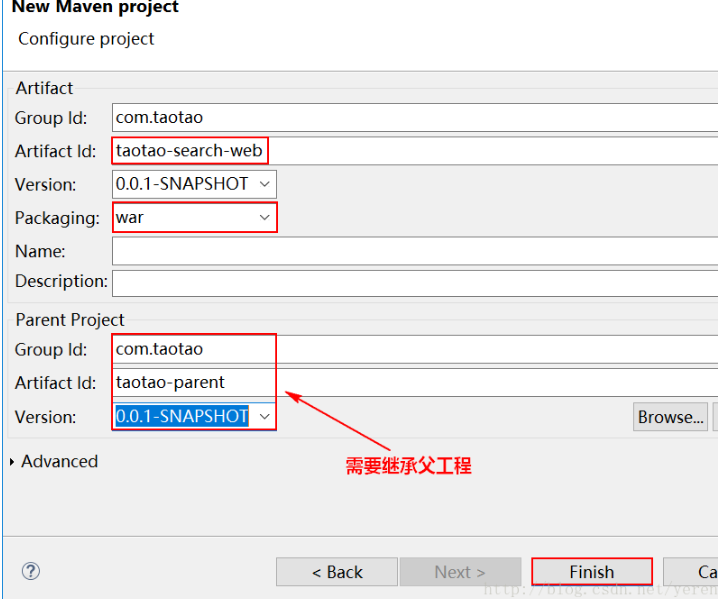 New Maven project
Configure project
Artifact
Group Id: com.taotao
Artifact Id: taotao-search-web
Version: 0.0.1-SNAPSHOT
Packaging: war
Name:
Description:
Parent Project
Group Id: com.taotao
Artifact Id: taotao-parent
Version: 0.0.1-SNAPSHOT Browse...
Advanced
需要继承父工程
? < Back Next > Finish Ca
http://blog.csdn.net/yeren